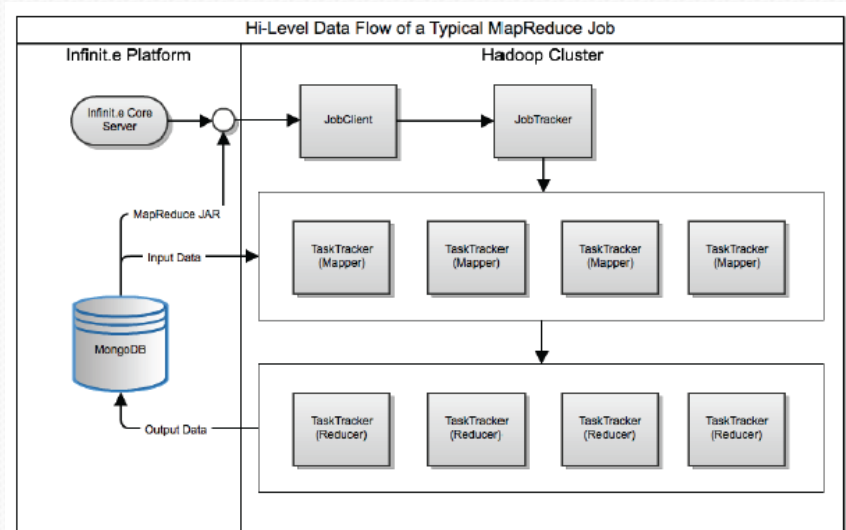 Hi-Level Data Flow of a Typical MapReduce Job
Infinit.e Platform
Hadoop Cluster
Infinit.e Core
Server
JobClient
JobTracker
MapReduce JAR
Input Data
TaskTracker
(Mapper)
TaskTracker
(Mapper)
TaskTracker
(Mapper)
TaskTracker
(Mapper)
MongoDB
Output Data
TaskTracker
(Reducer)
TaskTracker
(Reducer)
TaskTracker
(Reducer)
TaskTracker
(Reducer)